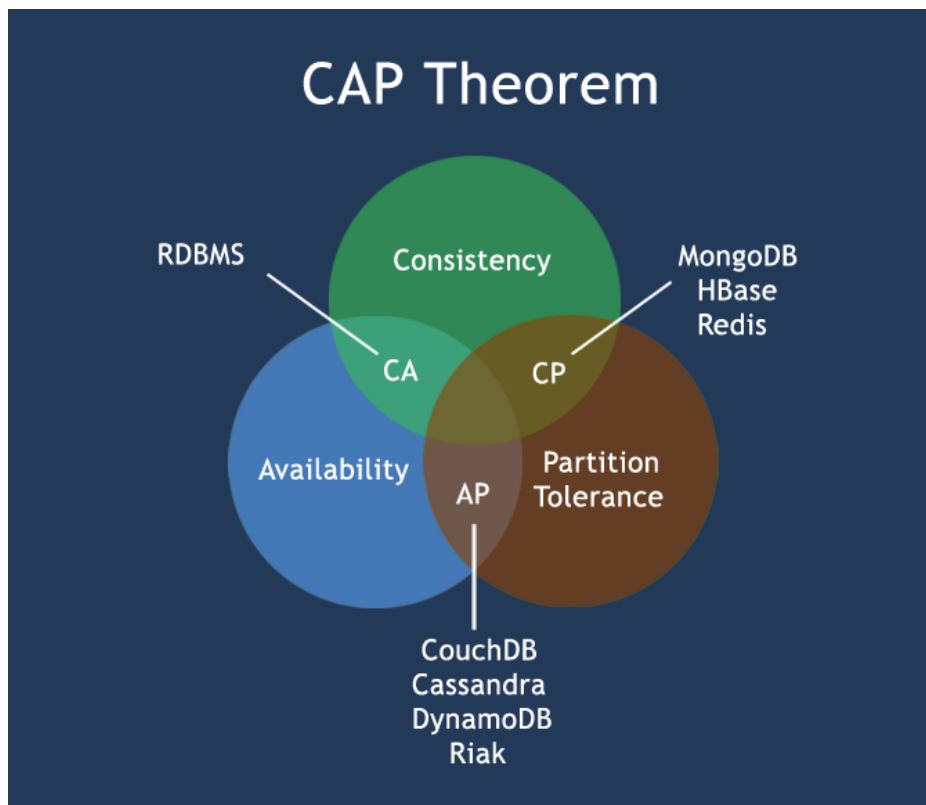 CAP Theorem
RDBMS
Consistency
MongoDB
HBase
Redis
CA
CP
Availability
Partition
Tolerance
AP
CouchDB
Cassandra
DynamoDB
Riak